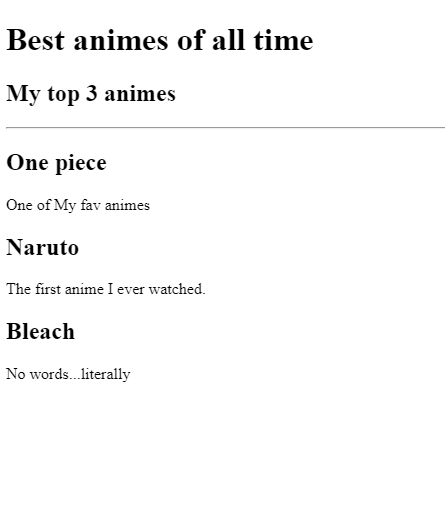 Best animes of all time
My top 3 animes
One piece
One of My fav animes
Naruto
The first anime I ever watched.
Bleach
No words...literally